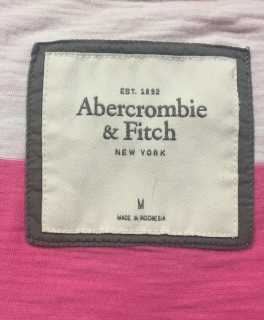 EST. 1892
Abercrombie
& Fitch
NEW YORK
M
MADE IN INDONESIA